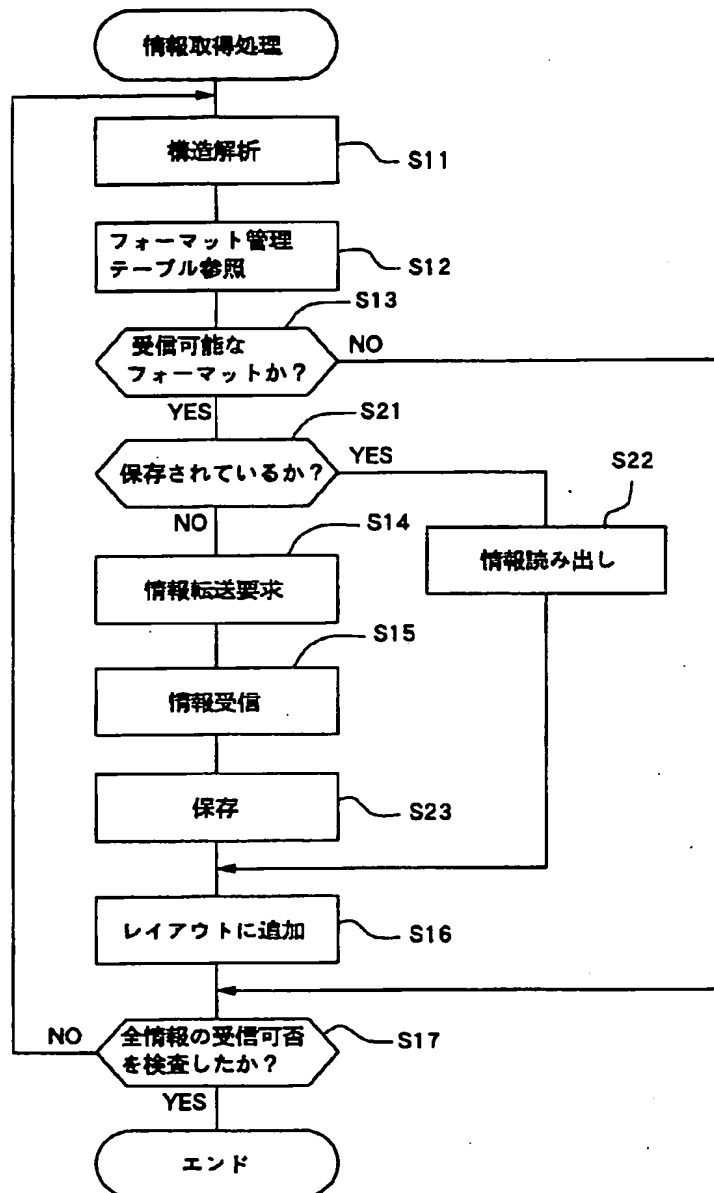 情報取得処理
構造解析
S11
フォーマット管理
テーブル参照
S12
S13
受信可能な
フォーマットか？
NO
YES
S21
保存されているか？
YES
S22
NO
S14
情報転送要求
情報読み出し
S15
情報受信
保存
S23
レイアウトに追加
S16
NO
全情報の受信可否
を検査したか？
S17
YES
エンド